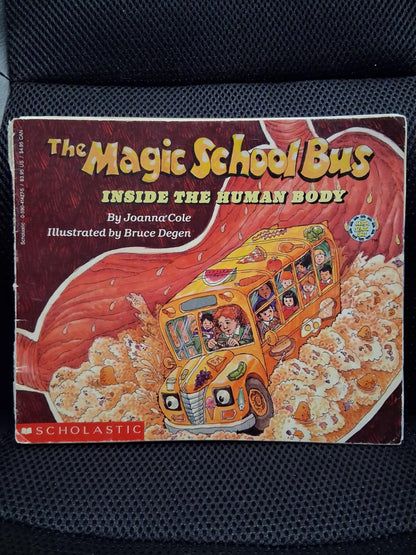 The Magic School Bus
INSIDE THE HUMAN BODY
By Joanna Cole
Illustrated by Bruce Degen
SCHOLASTIC